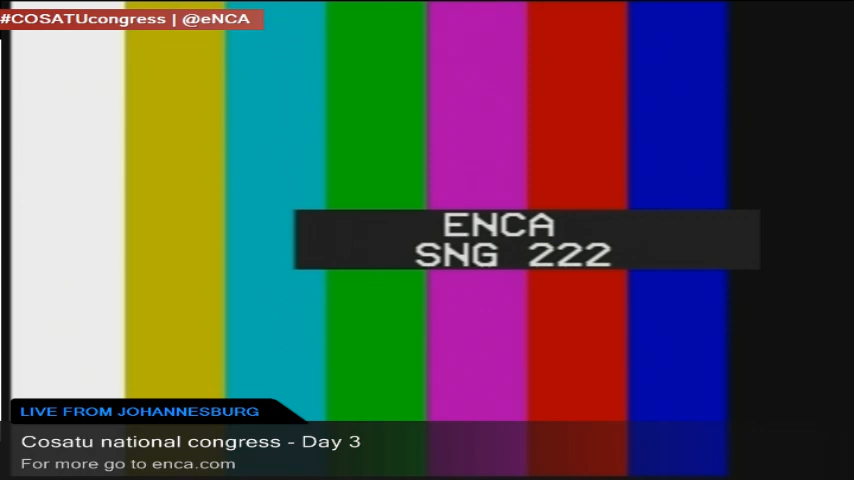 #COSATUcongress | @eNCA
ENCA
SNG 222
LIVE FROM JOHANNESBURG
Cosatu national congress - Day 3
For more go to enca.com